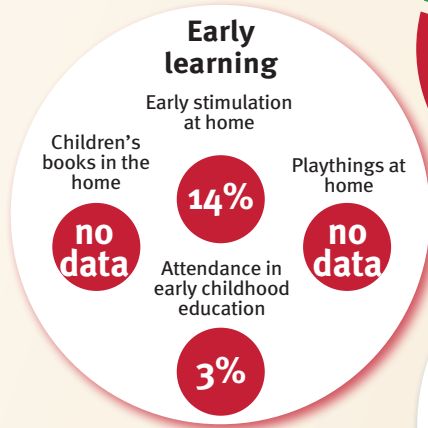 Early
learning
Early stimulation
at home
Children’s
books in the
home
14%
Playthings at
home
no
data
no
data
Attendance in
early childhood
education
3%